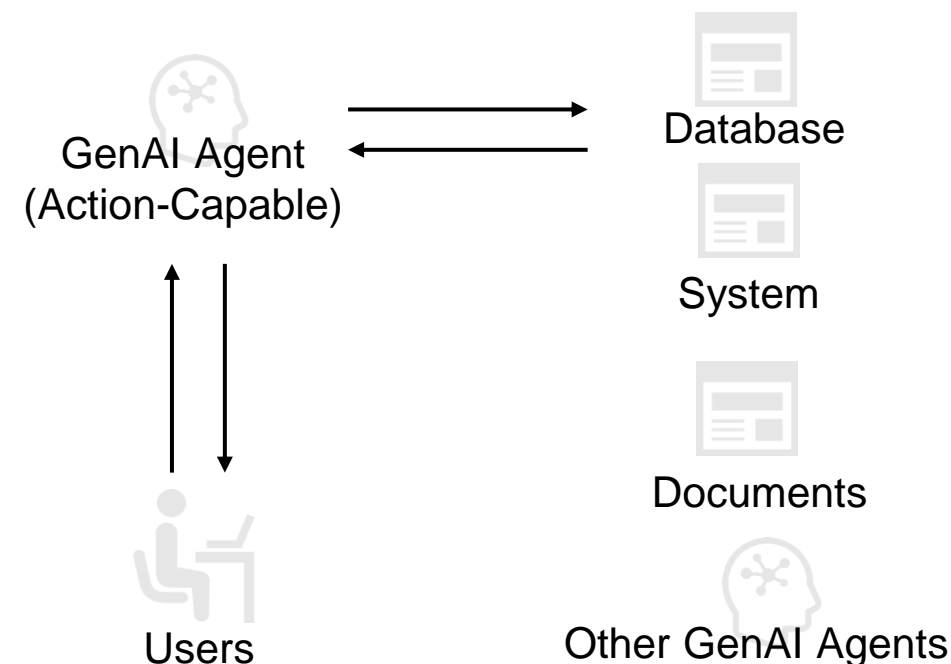 GenAI Agent
(Action-Capable)
Database
System
Documents
Users
Other GenAI Agents